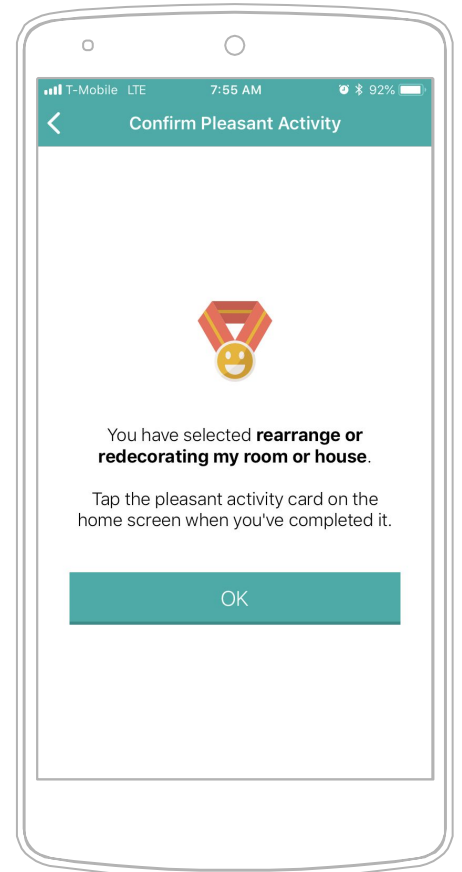 T-Mobile LTE 7:55 AM 92%
Confirm Pleasant Activity
You have selected rearrange or
redecorating my room or house.
Tap the pleasant activity card on the
home screen when you've completed it.
OK